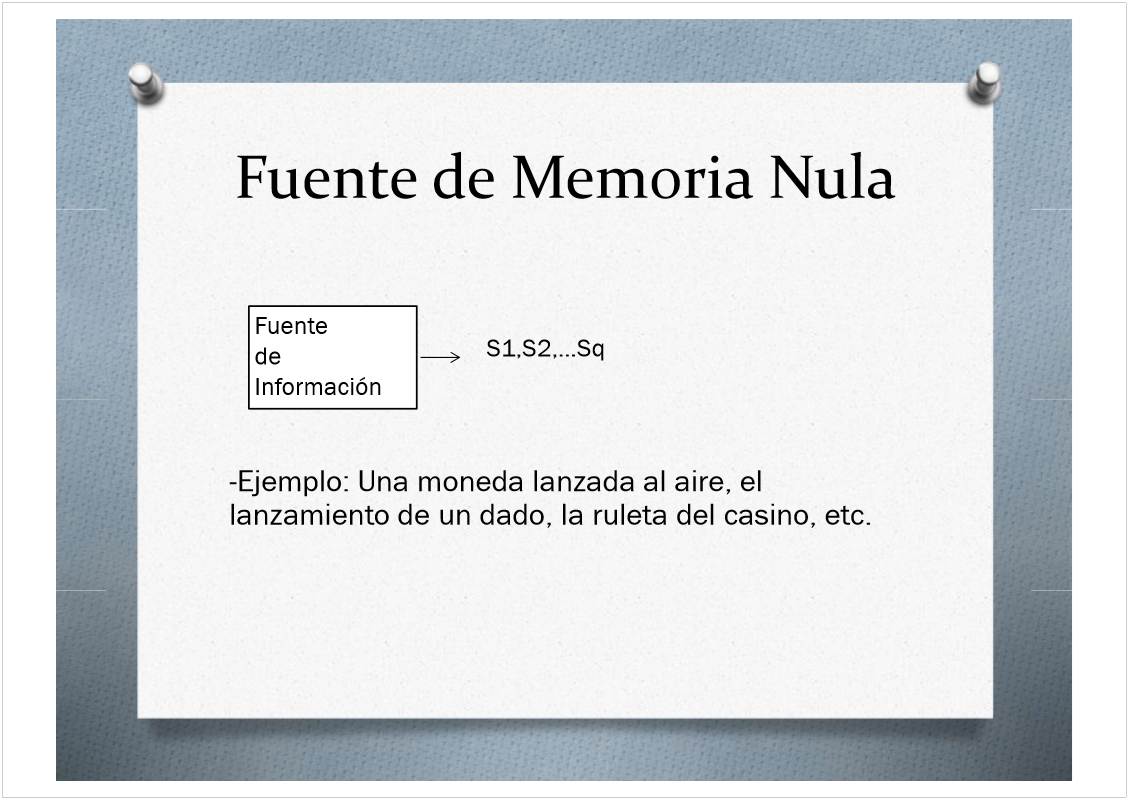 Fuente de Memoria Nula
Fuente
de
Información
S1,S2,...Sq
-Ejemplo: Una moneda lanzada al aire, el
lanzamiento de un dado, la ruleta del casino, etc.